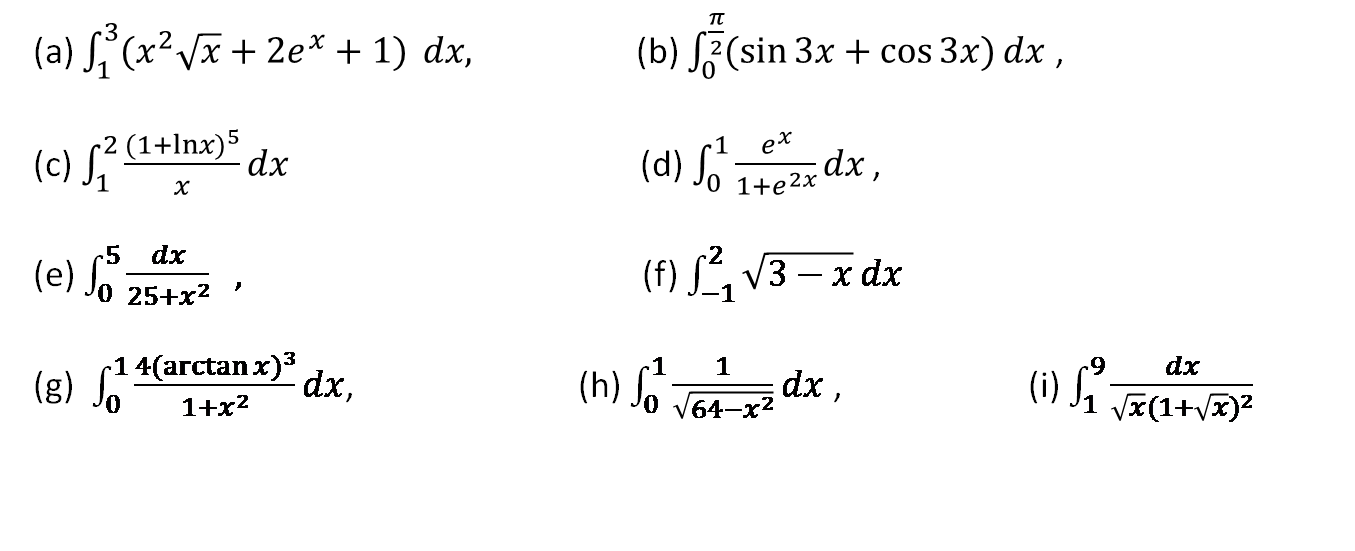 (a) ∫₁³(x²√x + 2eˣ + 1) dx, (b) ∫₀^(π/2)(sin 3x + cos 3x) dx ,
(c) ∫₁² (1+lnx)⁵/x dx (d) ∫₀¹ eˣ/(1+e²ˣ) dx ,
(e) ∫₀⁵ dx/(25+x²) , (f) ∫₋₁² √(3 − x) dx
(g) ∫₀¹ 4(arctan x)³/(1+x²) dx, (h) ∫₀¹ 1/√(64−x²) dx , (i) ∫₁⁹ dx/(√x(1+√x)²)